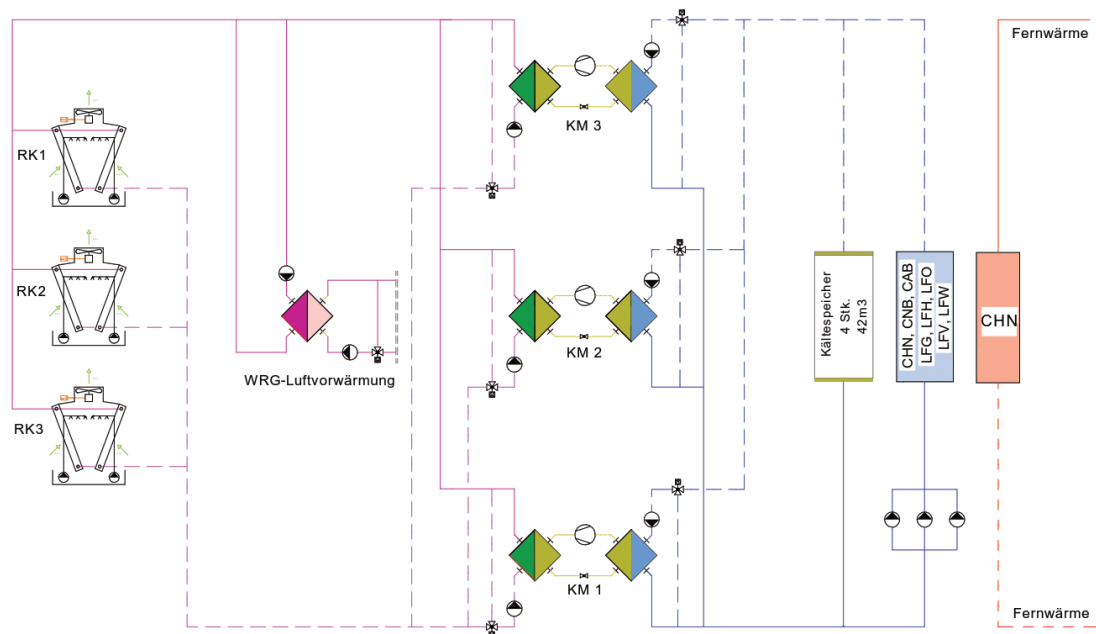 Fernwärme
KM 3
RK1
RK2
KM 2
WRG-Luftvorwärmung
Kältespeicher
4 Stk.
42m3
CHN, CNB, CAB
LFG, LFH, LFO
LFV, LFW
CHN
RK3
KM 1
Fernwärme